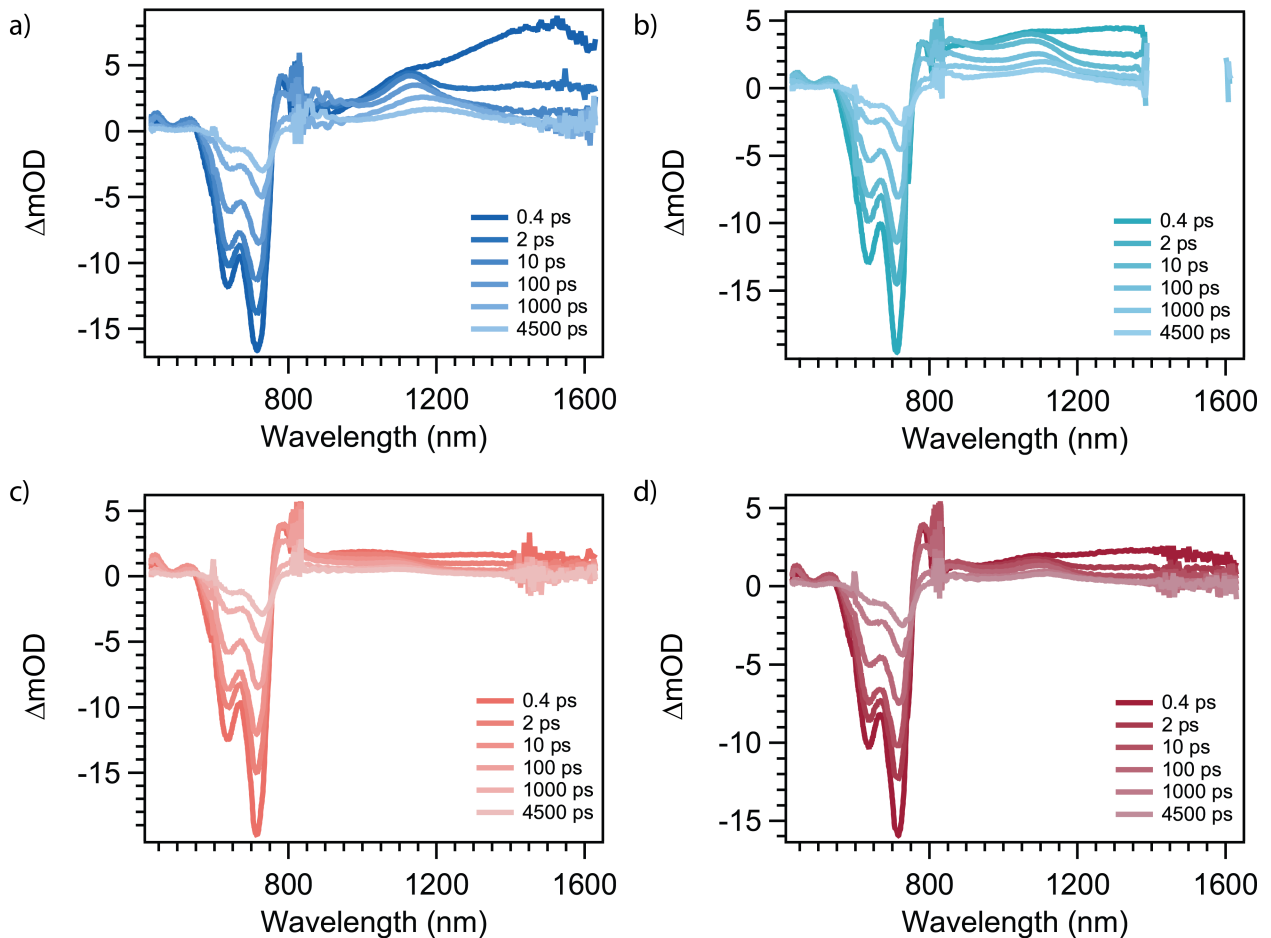 a)
5
0
-5
-10
-15
ΔmOD
0.4 ps
2 ps
10 ps
100 ps
1000 ps
4500 ps
800
1200
1600
Wavelength (nm)
b)
5
0
-5
-10
-15
ΔmOD
0.4 ps
2 ps
10 ps
100 ps
1000 ps
4500 ps
800
1200
1600
Wavelength (nm)
c)
5
0
-5
-10
-15
ΔmOD
0.4 ps
2 ps
10 ps
100 ps
1000 ps
4500 ps
800
1200
1600
Wavelength (nm)
d)
5
0
-5
-10
-15
ΔmOD
0.4 ps
2 ps
10 ps
100 ps
1000 ps
4500 ps
800
1200
1600
Wavelength (nm)